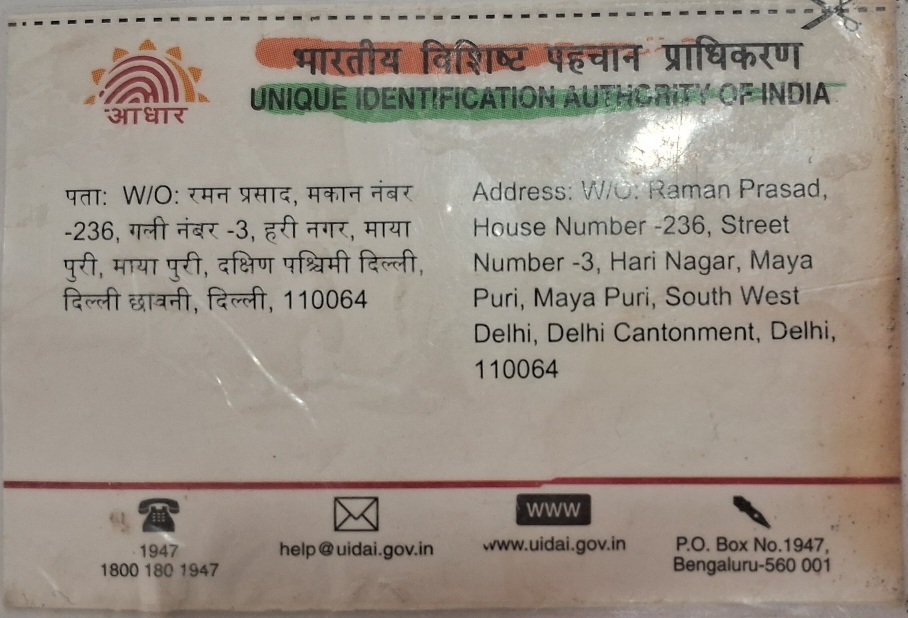 भारतीय विशिष्ट पहचान प्राधिकरण
UNIQUE IDENTIFICATION AUTHORITY OF INDIA
आधार
पता: W/O: रमन प्रसाद, मकान नंबर
-236, गली नंबर -3, हरी नगर, माया
पुरी, माया पुरी, दक्षिण पश्चिमी दिल्ली,
दिल्ली छावनी, दिल्ली, 110064
Address: W/O: Raman Prasad,
House Number -236, Street
Number -3, Hari Nagar, Maya
Puri, Maya Puri, South West
Delhi, Delhi Cantonment, Delhi,
110064
1947
1800 180 1947
help@uidai.gov.in
WWW
www.uidai.gov.in
P.O. Box No.1947,
Bengaluru-560 001